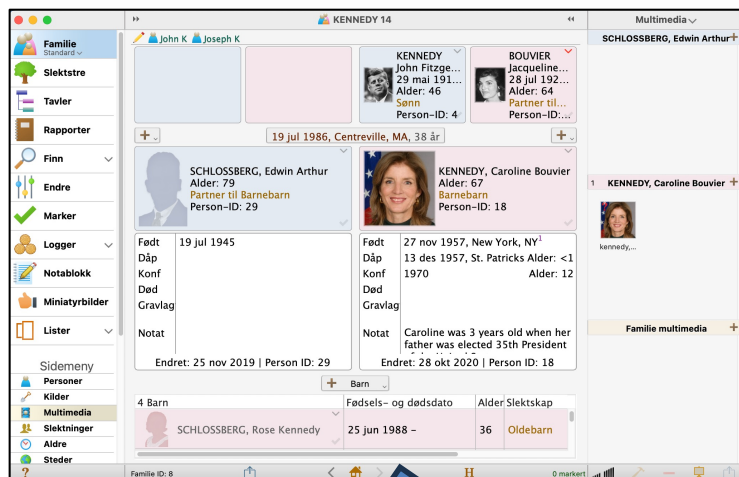 KENNEDY 14
Multimedia
Familie
Standard
Slektstre
Tavler
Rapporter
Finn
Endre
Marker
Logger
Notablokk
Miniatyrbilder
Lister
Sidemeny
Personer
Kilder
Multimedia
Slektninger
Aldre
Steder
John K Joseph K
KENNEDY
John Fitzge...
29 mai 191...
Alder: 46
Sønn
Person-ID: 4
BOUVIER
Jacqueline...
28 jul 192...
Alder: 64
Partner til...
Person-ID:...
19 jul 1986, Centreville, MA, 38 år
SCHLOSSBERG, Edwin Arthur
Alder: 79
Partner til Barnebarn
Person-ID: 29
KENNEDY, Caroline Bouvier
Alder: 67
Barnebarn
Person-ID: 18
Født 19 jul 1945
Dåp
Konf
Død
Gravlag
Notat
Endret: 25 nov 2019 | Person ID: 29
Født 27 nov 1957, New York, NY1
Dåp 13 des 1957, St. Patricks Alder: <1
Konf 1970 Alder: 12
Død
Gravlag
Notat Caroline was 3 years old when her
father was elected 35th President
Endret: 28 okt 2020 | Person ID: 18
Barn
4 Barn Fødsels- og dødsdato Alder Slektskap
SCHLOSSBERG, Rose Kennedy 25 jun 1988 – 36 Oldebarn
Familie ID: 8
H
0 markert
SCHLOSSBERG, Edwin Arthur
1 KENNEDY, Caroline Bouvier
kennedy,...
Familie multimedia